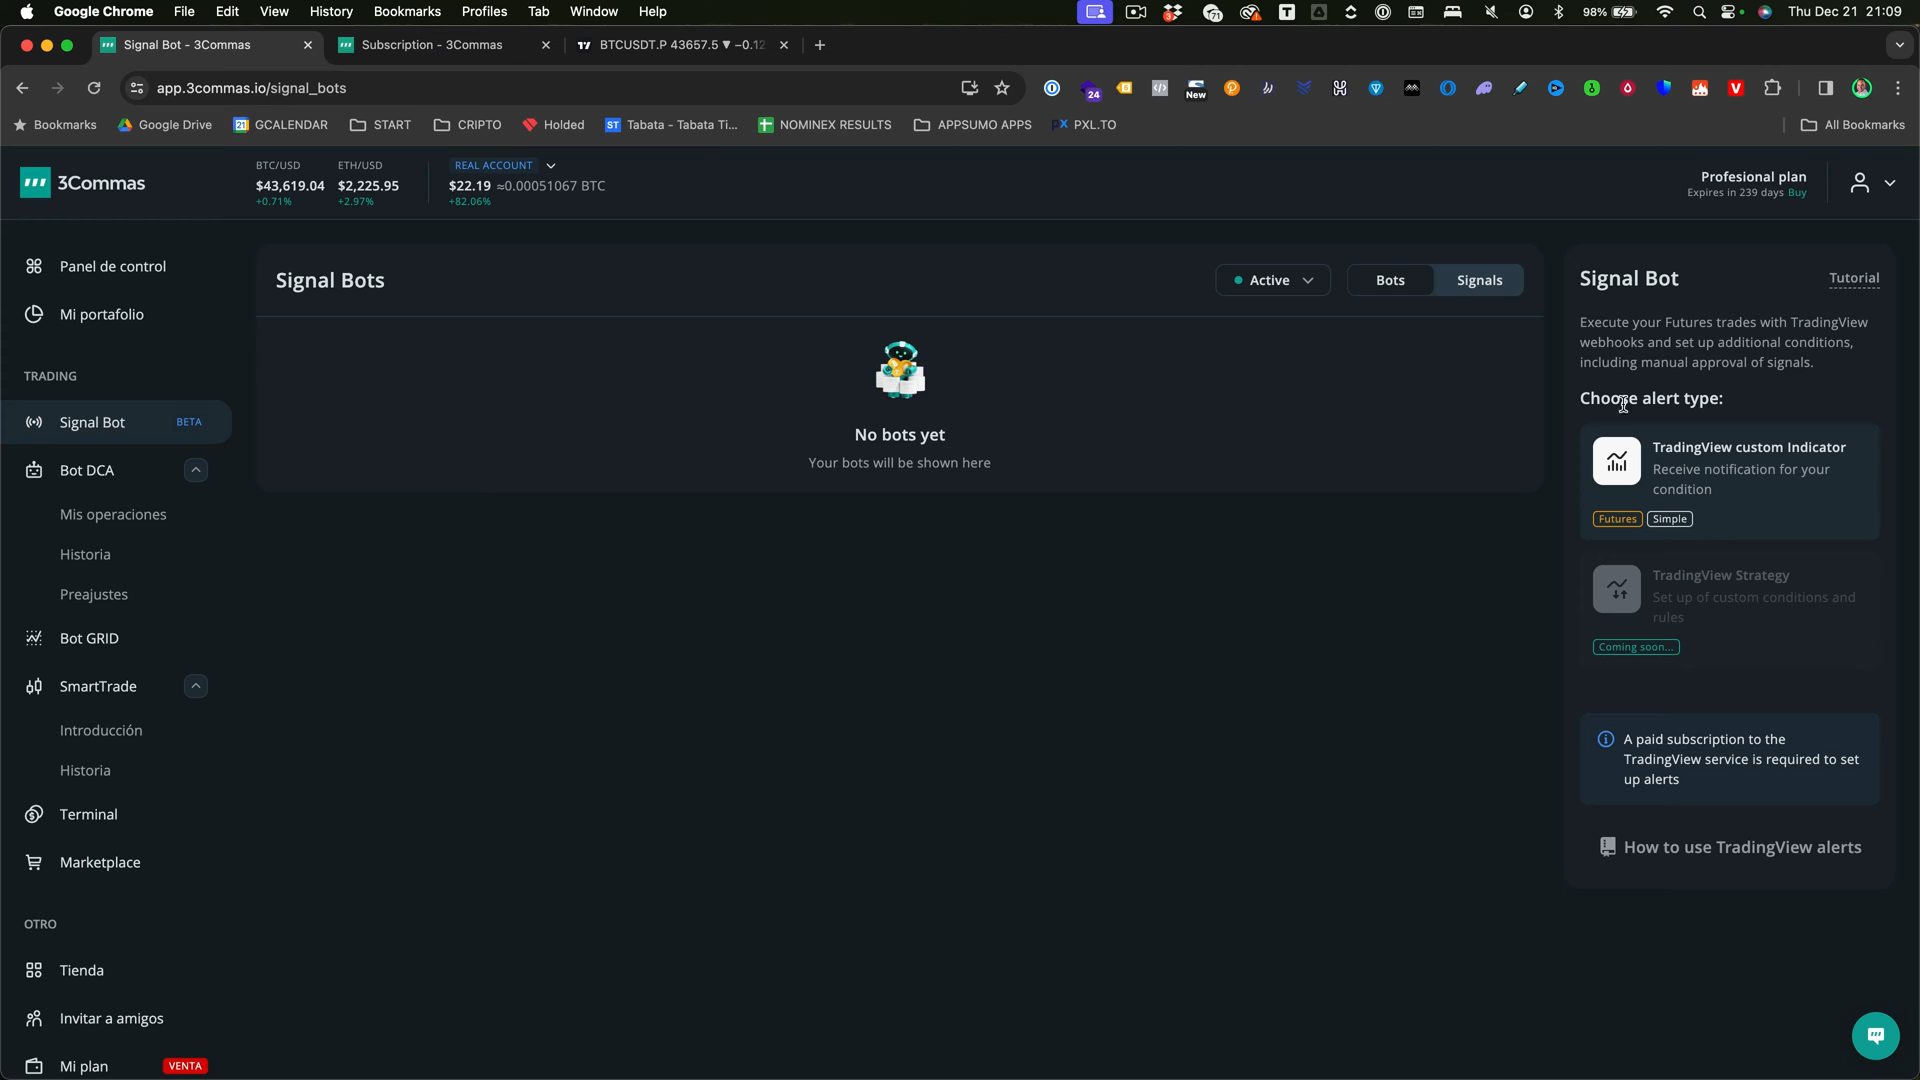 Google Chrome File Edit View History Bookmarks Profiles Tab Window Help
3
71
T
98%
Thu Dec 21 21:09
Signal Bot - 3Commas
Subscription - 3Commas
BTCUSDT.P 43657.5 ▼ −0.12
app.3commas.io/signal_bots
24
New
Bookmarks
Google Drive
21 GCALENDAR
START
CRIPTO
Holded
ST Tabata - Tabata Ti...
NOMINEX RESULTS
APPSUMO APPS
PX PXL.TO
All Bookmarks
3Commas
BTC/USD
$43,619.04
+0.71%
ETH/USD
$2,225.95
+2.97%
REAL ACCOUNT
$22.19 ≈0.00051067 BTC
+82.06%
Profesional plan
Expires in 239 days Buy
Panel de control
Mi portafolio
TRADING
Signal Bot BETA
Bot DCA
Mis operaciones
Historia
Preajustes
Bot GRID
SmartTrade
Introducción
Historia
Terminal
Marketplace
OTRO
Tienda
Invitar a amigos
Mi plan VENTA
Signal Bots
Active
Bots
Signals
No bots yet
Your bots will be shown here
Signal Bot
Tutorial
Execute your Futures trades with TradingView
webhooks and set up additional conditions,
including manual approval of signals.
Choose alert type:
TradingView custom Indicator
Receive notification for your
condition
Futures Simple
TradingView Strategy
Set up of custom conditions and
rules
Coming soon...
A paid subscription to the
TradingView service is required to set
up alerts
How to use TradingView alerts